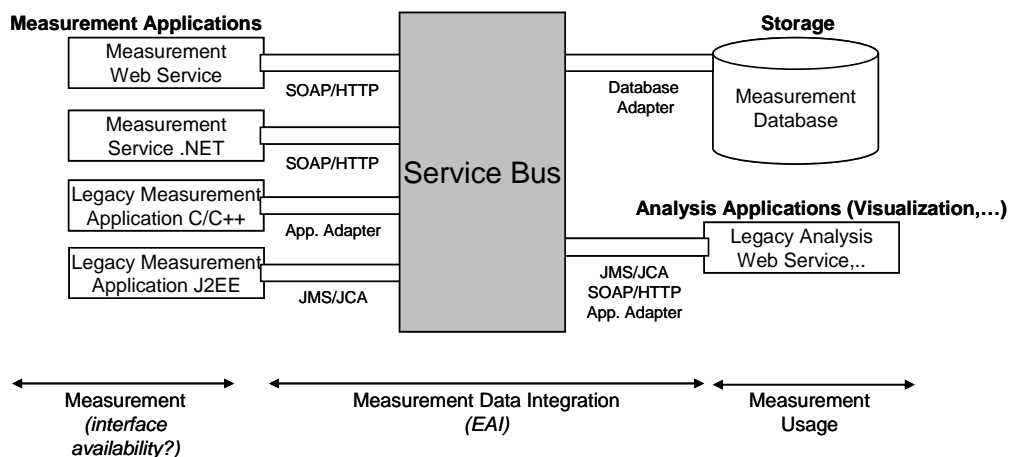 Measurement Applications
Measurement
Web Service
SOAP/HTTP
Measurement
Service .NET
SOAP/HTTP
Legacy Measurement
Application C/C++
App. Adapter
Legacy Measurement
Application J2EE
JMS/JCA
Service Bus
Storage
Database
Adapter
Measurement
Database
Analysis Applications (Visualization,...)
Legacy Analysis
Web Service,..
JMS/JCA
SOAP/HTTP
App. Adapter
Measurement
(interface
availability?)
Measurement Data Integration
(EAI)
Measurement
Usage